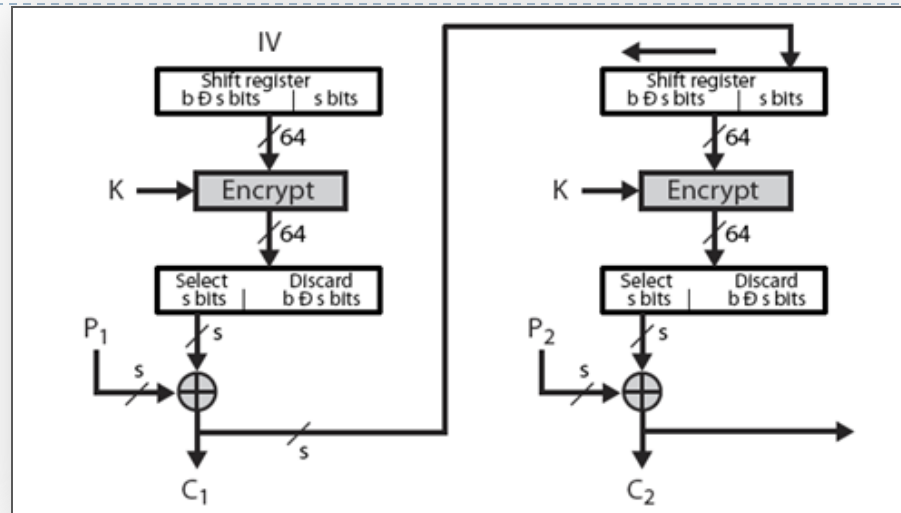 IV
Shift register
b Đ s bits | s bits
64
K
Encrypt
64
Select Discard
s bits | b Đ s bits
s
P1
s
s
C1
Shift register
b Đ s bits | s bits
64
K
Encrypt
64
Select Discard
s bits | b Đ s bits
s
P2
s
C2